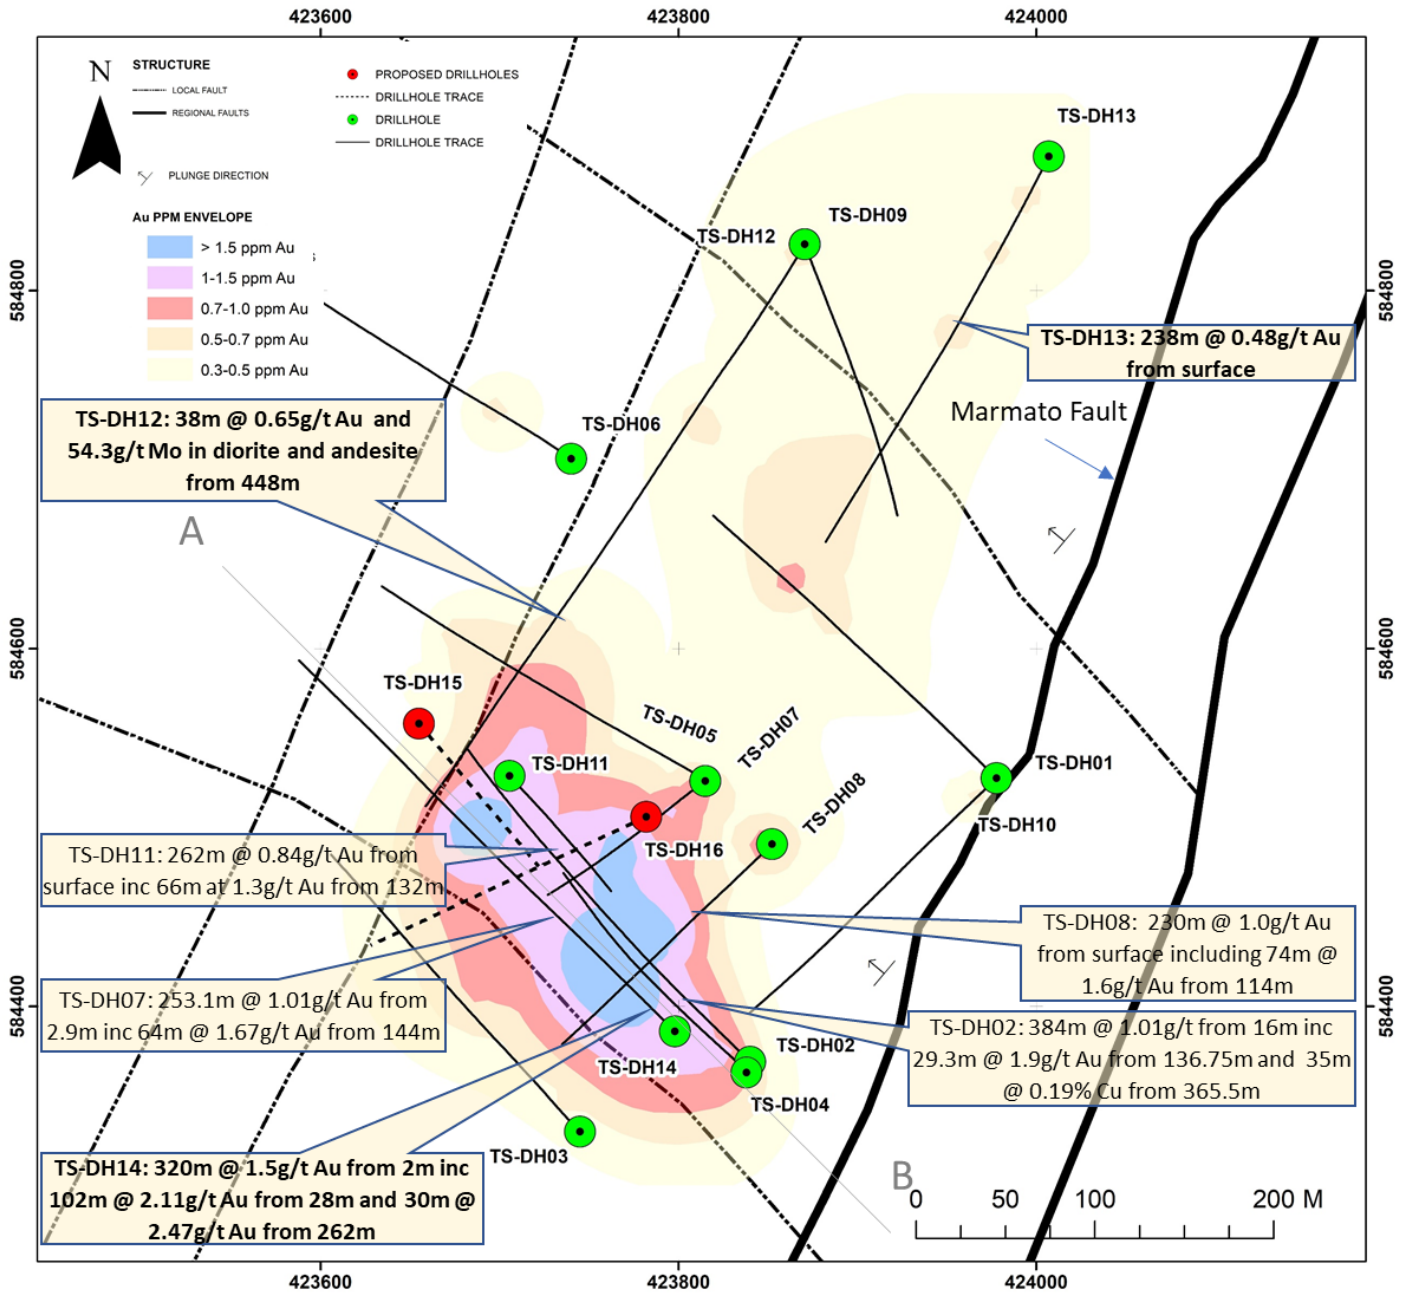 423600
423800
424000
N
STRUCTURE
LOCAL FAULT
REGIONAL FAULTS
PLUNGE DIRECTION
PROPOSED DRILLHOLES
DRILLHOLE TRACE
DRILLHOLE
DRILLHOLE TRACE
Au PPM ENVELOPE
> 1.5 ppm Au
1-1.5 ppm Au
0.7-1.0 ppm Au
0.5-0.7 ppm Au
0.3-0.5 ppm Au
TS-DH13
TS-DH09
TS-DH12
584800
584800
TS-DH13: 238m @ 0.48g/t Au
from surface
Marmato Fault
TS-DH12: 38m @ 0.65g/t Au and
54.3g/t Mo in diorite and andesite
from 448m
TS-DH06
A
584600
584600
TS-DH15
TS-DH05
TS-DH07
TS-DH11
TS-DH01
TS-DH08
TS-DH10
TS-DH16
TS-DH11: 262m @ 0.84g/t Au from
surface inc 66m at 1.3g/t Au from 132m
TS-DH08: 230m @ 1.0g/t Au
from surface including 74m @
1.6g/t Au from 114m
TS-DH07: 253.1m @ 1.01g/t Au from
2.9m inc 64m @ 1.67g/t Au from 144m
584400
584400
TS-DH02: 384m @ 1.01g/t from 16m inc
29.3m @ 1.9g/t Au from 136.75m and 35m
@ 0.19% Cu from 365.5m
TS-DH02
TS-DH14
TS-DH04
TS-DH03
TS-DH14: 320m @ 1.5g/t Au from 2m inc
102m @ 2.11g/t Au from 28m and 30m @
2.47g/t Au from 262m
B
0 50 100 200 M
423600
423800
424000